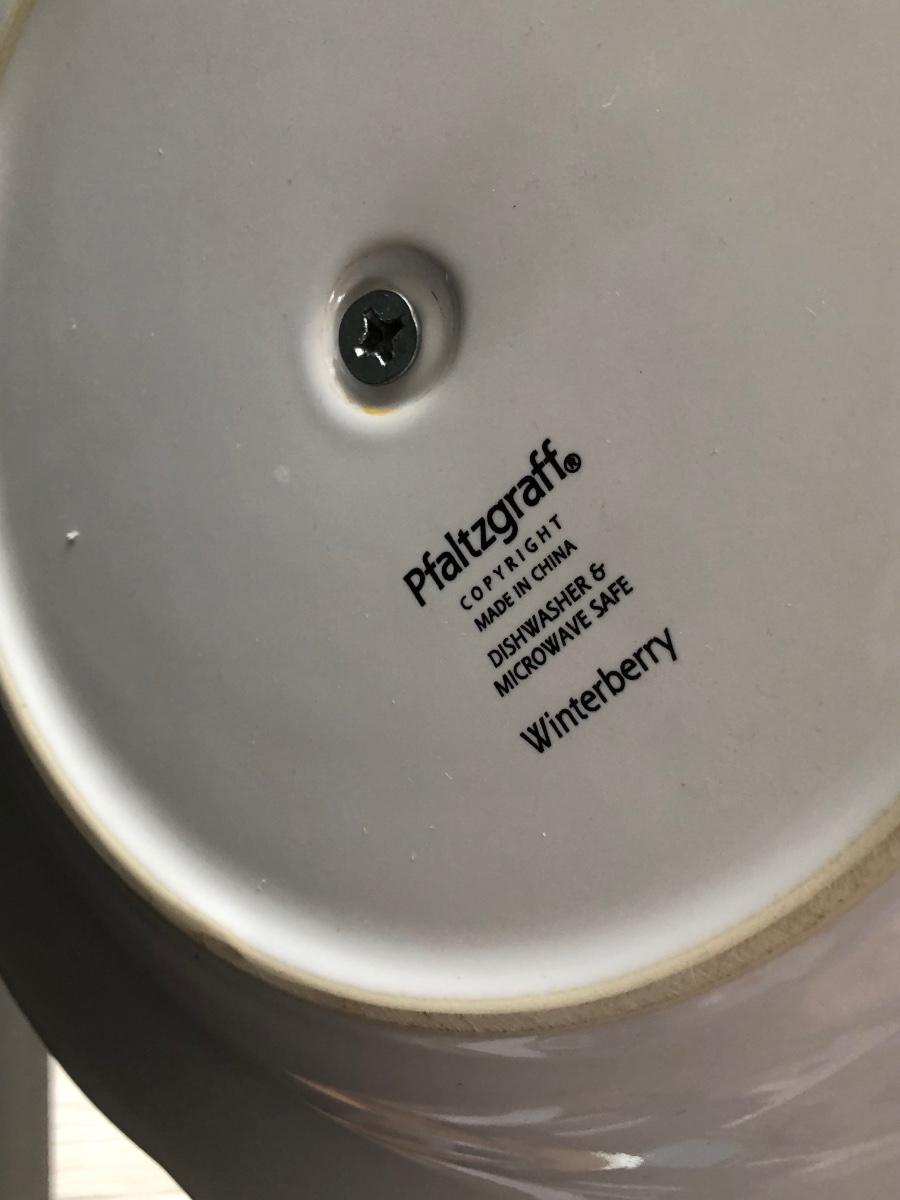 Pfaltzgraff®
COPYRIGHT
MADE IN CHINA
DISHWASHER &
MICROWAVE SAFE
Winterberry